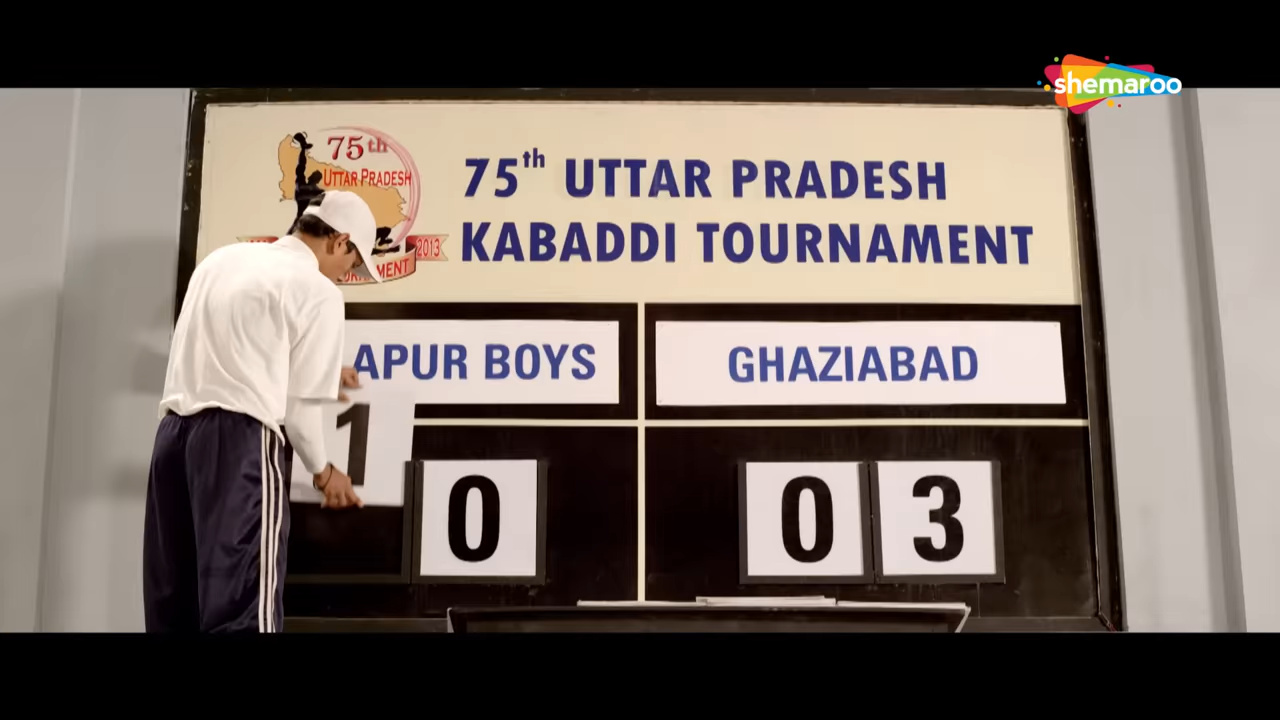 shemaroo
75th
UTTAR PRADESH
2013
75th UTTAR PRADESH
KABADDI TOURNAMENT
APUR BOYS
GHAZIABAD
1
0
0 3